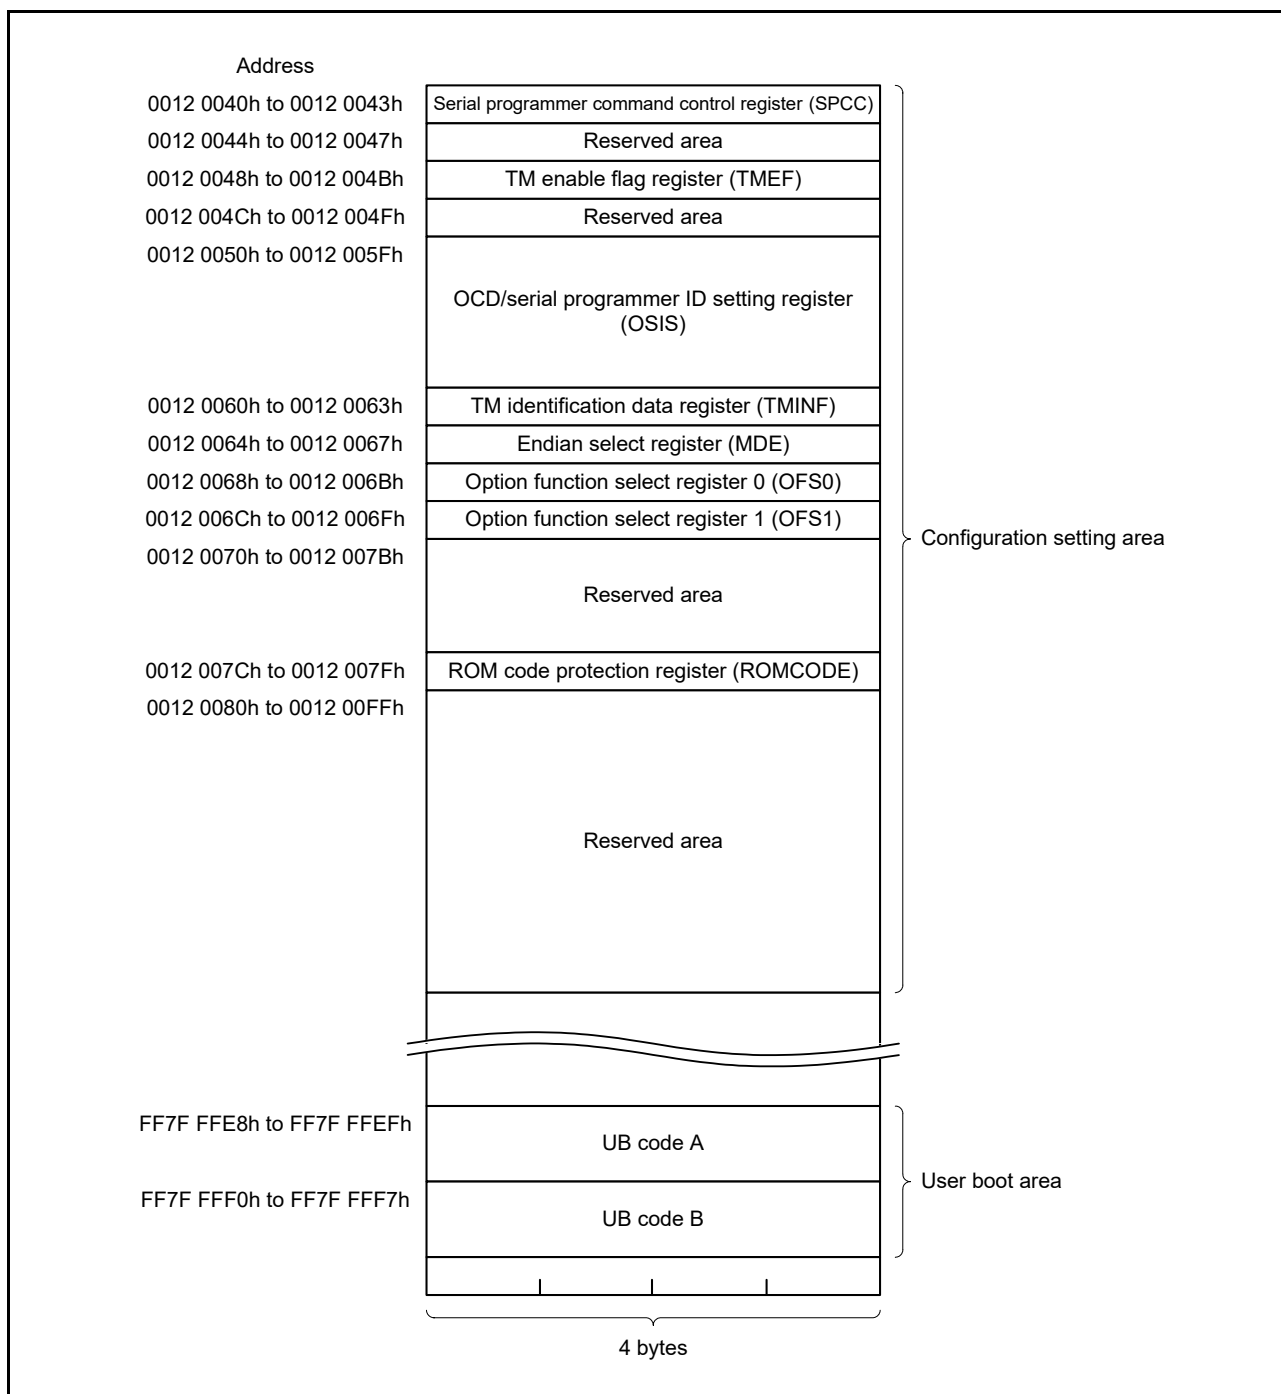 Address
0012 0040h to 0012 0043h
Serial programmer command control register (SPCC)
0012 0044h to 0012 0047h
Reserved area
0012 0048h to 0012 004Bh
TM enable flag register (TMEF)
0012 004Ch to 0012 004Fh
Reserved area
0012 0050h to 0012 005Fh
OCD/serial programmer ID setting register
(OSIS)
0012 0060h to 0012 0063h
TM identification data register (TMINF)
0012 0064h to 0012 0067h
Endian select register (MDE)
0012 0068h to 0012 006Bh
Option function select register 0 (OFS0)
0012 006Ch to 0012 006Fh
Option function select register 1 (OFS1)
Configuration setting area
0012 0070h to 0012 007Bh
Reserved area
0012 007Ch to 0012 007Fh
ROM code protection register (ROMCODE)
0012 0080h to 0012 00FFh
Reserved area
FF7F FFE8h to FF7F FFEFh
UB code A
User boot area
FF7F FFF0h to FF7F FFF7h
UB code B
4 bytes